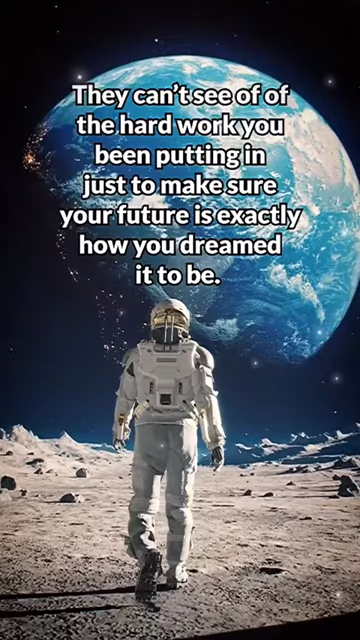 They can't see of of
the hard work you
been putting in
just to make sure
your future is exactly
how you dreamed
it to be.